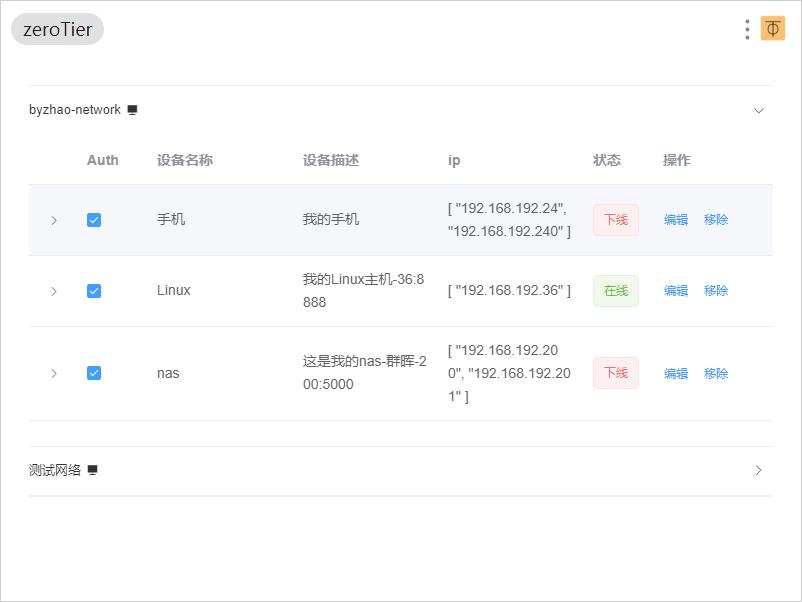 zeroTier
byzhao-network
Auth 设备名称 设备描述 ip 状态 操作
手机 我的手机 [ "192.168.192.24", "192.168.192.240" ] 下线 编辑 移除
Linux 我的Linux主机-36:8888 [ "192.168.192.36" ] 在线 编辑 移除
nas 这是我的nas-群晖-200:5000 [ "192.168.192.200", "192.168.192.201" ] 下线 编辑 移除
测试网络